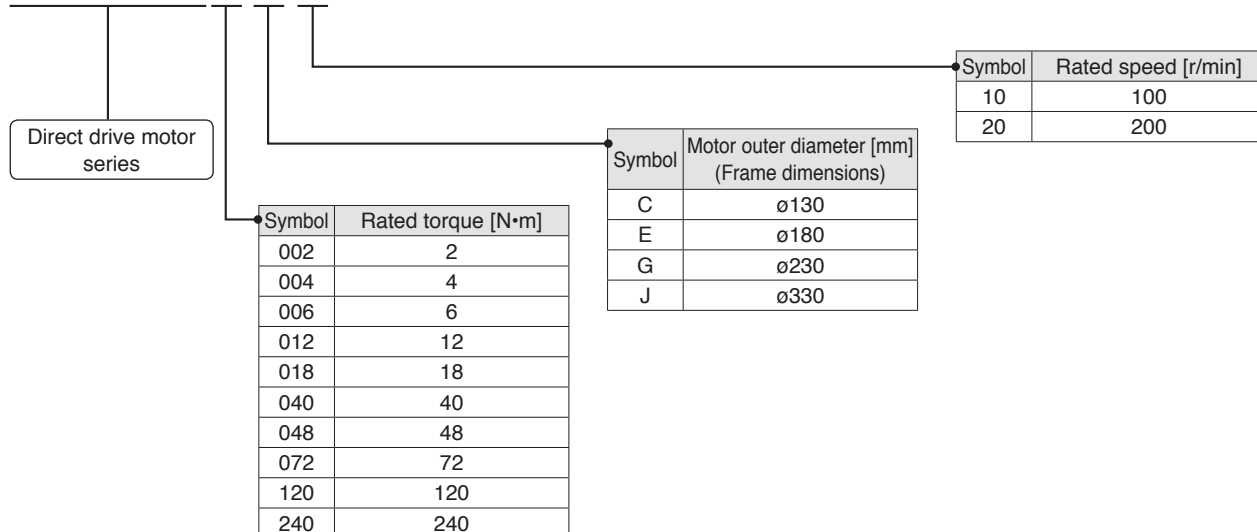 Symbol Rated speed [r/min]
10 100
20 200
Direct drive motor
series
Symbol Motor outer diameter [mm]
(Frame dimensions)
C ø130
E ø180
G ø230
J ø330
Symbol Rated torque [N•m]
002 2
004 4
006 6
012 12
018 18
040 40
048 48
072 72
120 120
240 240